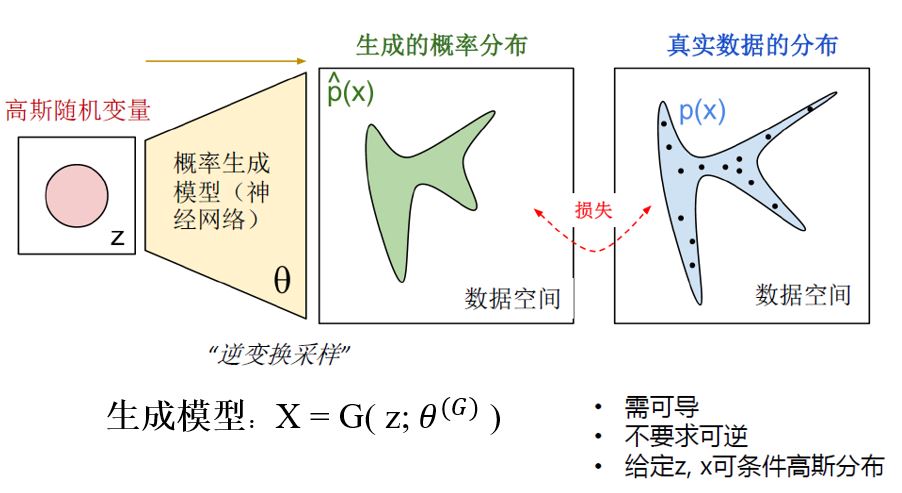 生成的概率分布
真实数据的分布
高斯随机变量
z
概率生成
模型（神
经网络）
θ
p̂(x)
数据空间
损失
p(x)
数据空间
“逆变换采样”
生成模型：X = G( z; θ^(G) )
• 需可导
• 不要求可逆
• 给定z, x可条件高斯分布